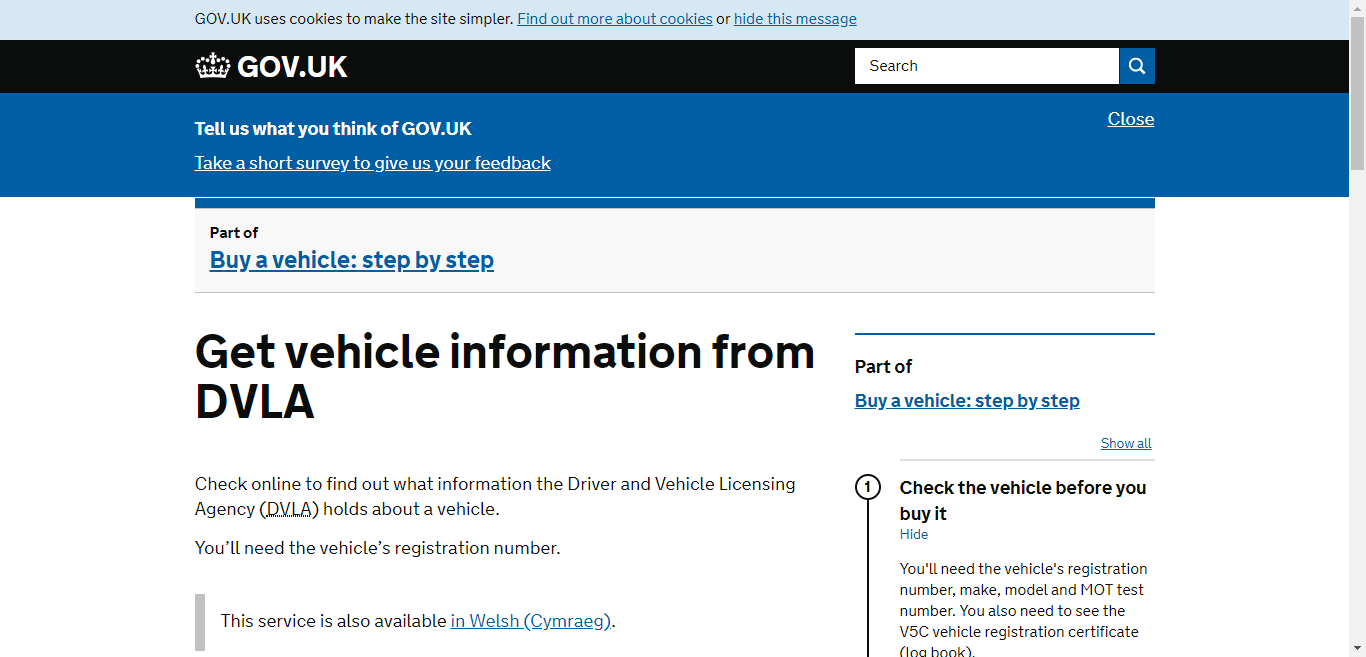 GOV.UK uses cookies to make the site simpler. Find out more about cookies or hide this message
GOV.UK
Search
Tell us what you think of GOV.UK
Close
Take a short survey to give us your feedback
Part of
Buy a vehicle: step by step
Get vehicle information from
DVLA
Check online to find out what information the Driver and Vehicle Licensing
Agency (DVLA) holds about a vehicle.
You’ll need the vehicle’s registration number.
This service is also available in Welsh (Cymraeg).
Part of
Buy a vehicle: step by step
Show all
1
Check the vehicle before you
buy it
Hide
You'll need the vehicle's registration
number, make, model and MOT test
number. You also need to see the
V5C vehicle registration certificate
(log book).